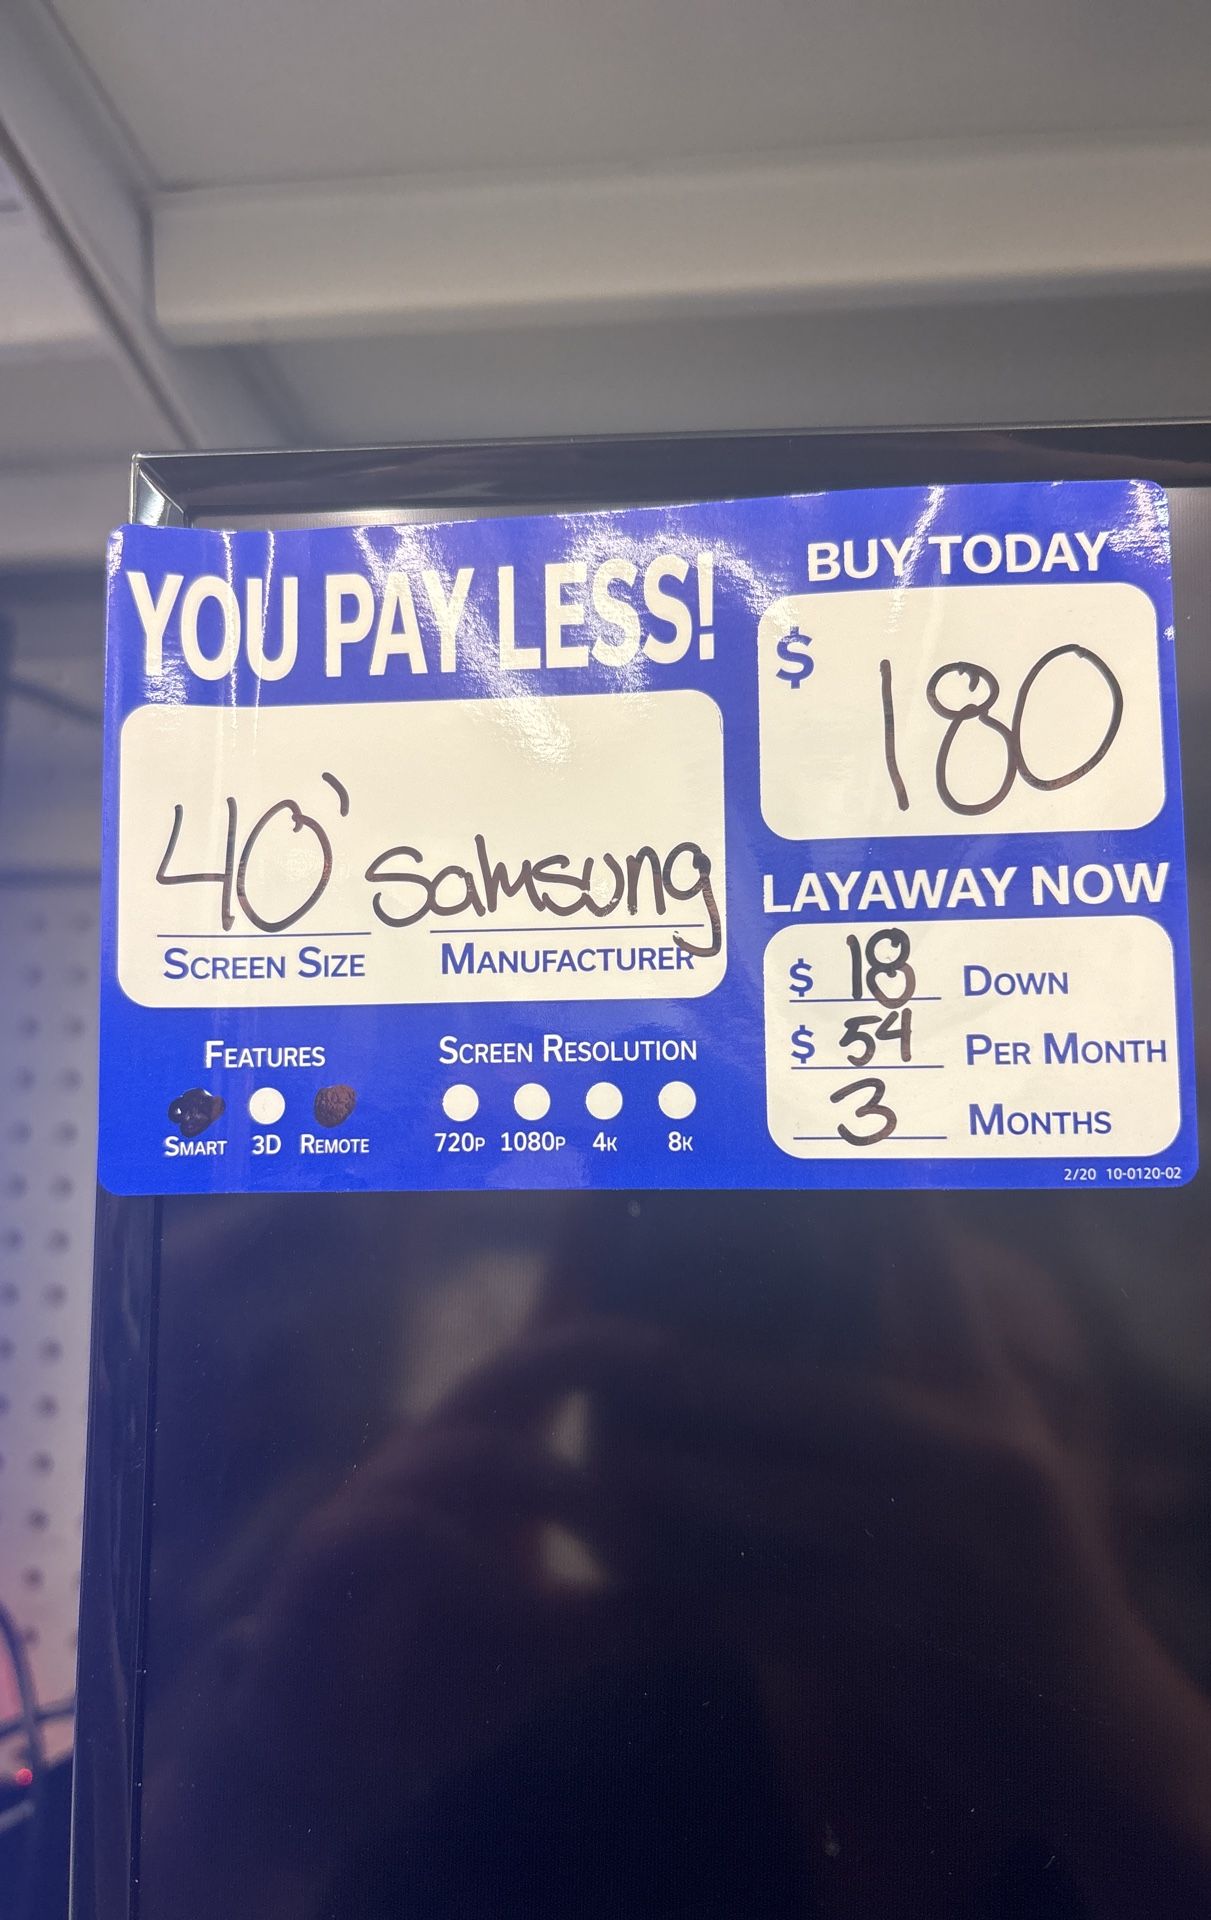 YOU PAY LESS!
40' Samsung
SCREEN SIZE MANUFACTURER
FEATURES
SMART 3D REMOTE
SCREEN RESOLUTION
720P 1080P 4K 8K
BUY TODAY
$ 180
LAYAWAY NOW
$ 18 DOWN
$ 54 PER MONTH
3 MONTHS
2/20 10-0120-02